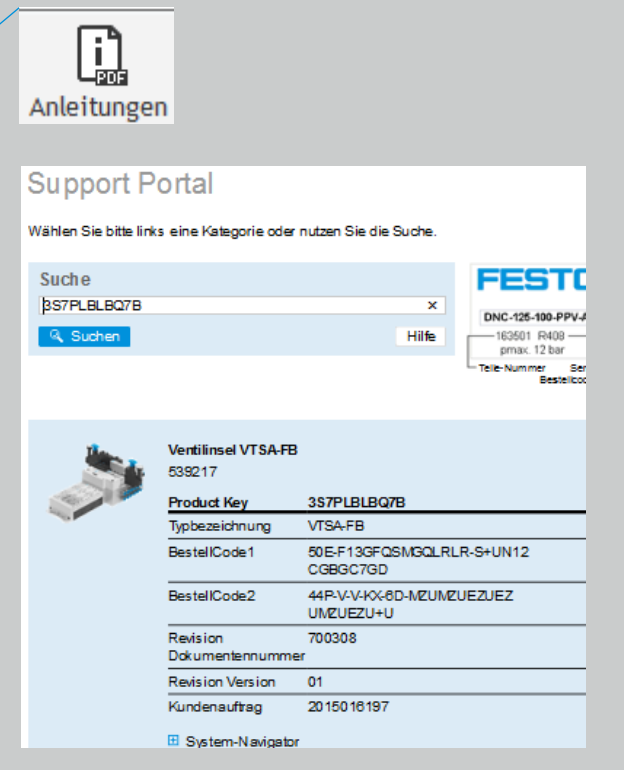 i
PDF
Anleitungen
Support Portal
Wählen Sie bitte links eine Kategorie oder nutzen Sie die Suche.
Suche
3S7PLBLBQ7B ×
Suchen Hilfe
FESTO
DNC-125-100-PPV-A
163501 R408
pmax. 12 bar
Teile-Nummer Ser
Bestellcod
Ventilinsel VTSA-FB
539217
Product Key 3S7PLBLBQ7B
Typbezeichnung VTSA-FB
BestellCode1 50E-F13GFQSMGQLRLR-S+UN12
CGBGC7GD
BestellCode2 44P-V-V-KX-6D-MZUMZUEZUEZ
UMZUEZU+U
Revision 700308
Dokumentennummer
Revision Version 01
Kundenauftrag 2015016197
System-Navigator